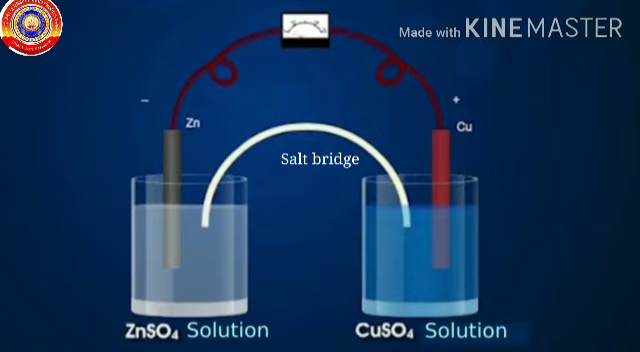 Made with KINEMASTER
− +
Zn Cu
Salt bridge
ZnSO₄ Solution CuSO₄ Solution